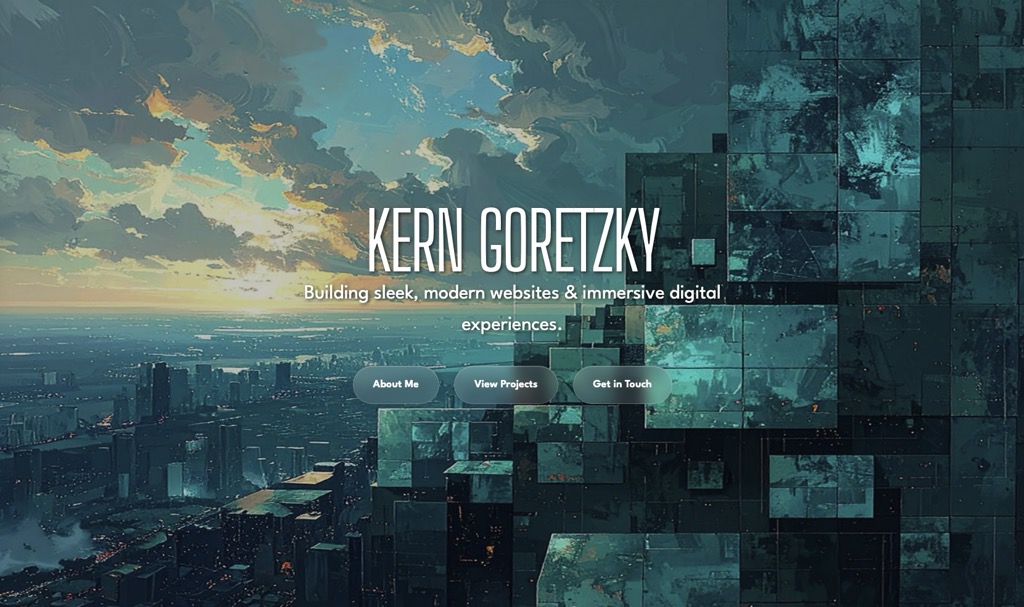 KERN GORETZKY
Building sleek, modern websites & immersive digital
experiences.
About Me
View Projects
Get in Touch